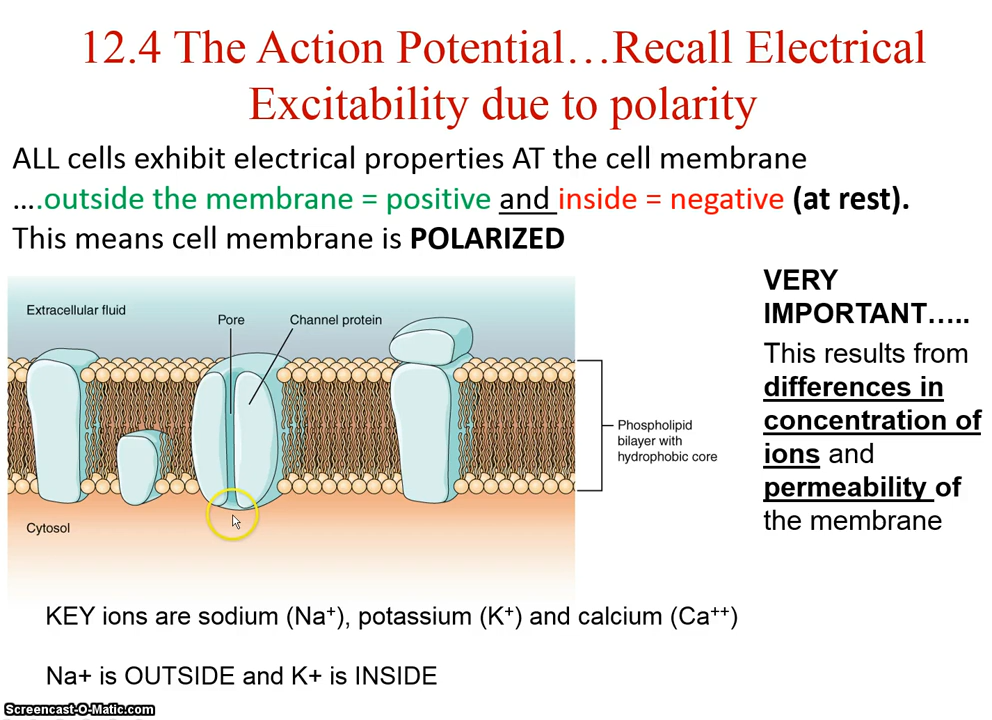 12.4 The Action Potential…Recall Electrical
Excitability due to polarity
ALL cells exhibit electrical properties AT the cell membrane
….outside the membrane = positive and inside = negative (at rest).
This means cell membrane is POLARIZED
Extracellular fluid
Pore
Channel protein
Phospholipid
bilayer with
hydrophobic core
Cytosol
VERY
IMPORTANT…..
This results from
differences in
concentration of
ions and
permeability of
the membrane
KEY ions are sodium (Na⁺), potassium (K⁺) and calcium (Ca⁺⁺)
Na+ is OUTSIDE and K+ is INSIDE
Screencast-O-Matic.com